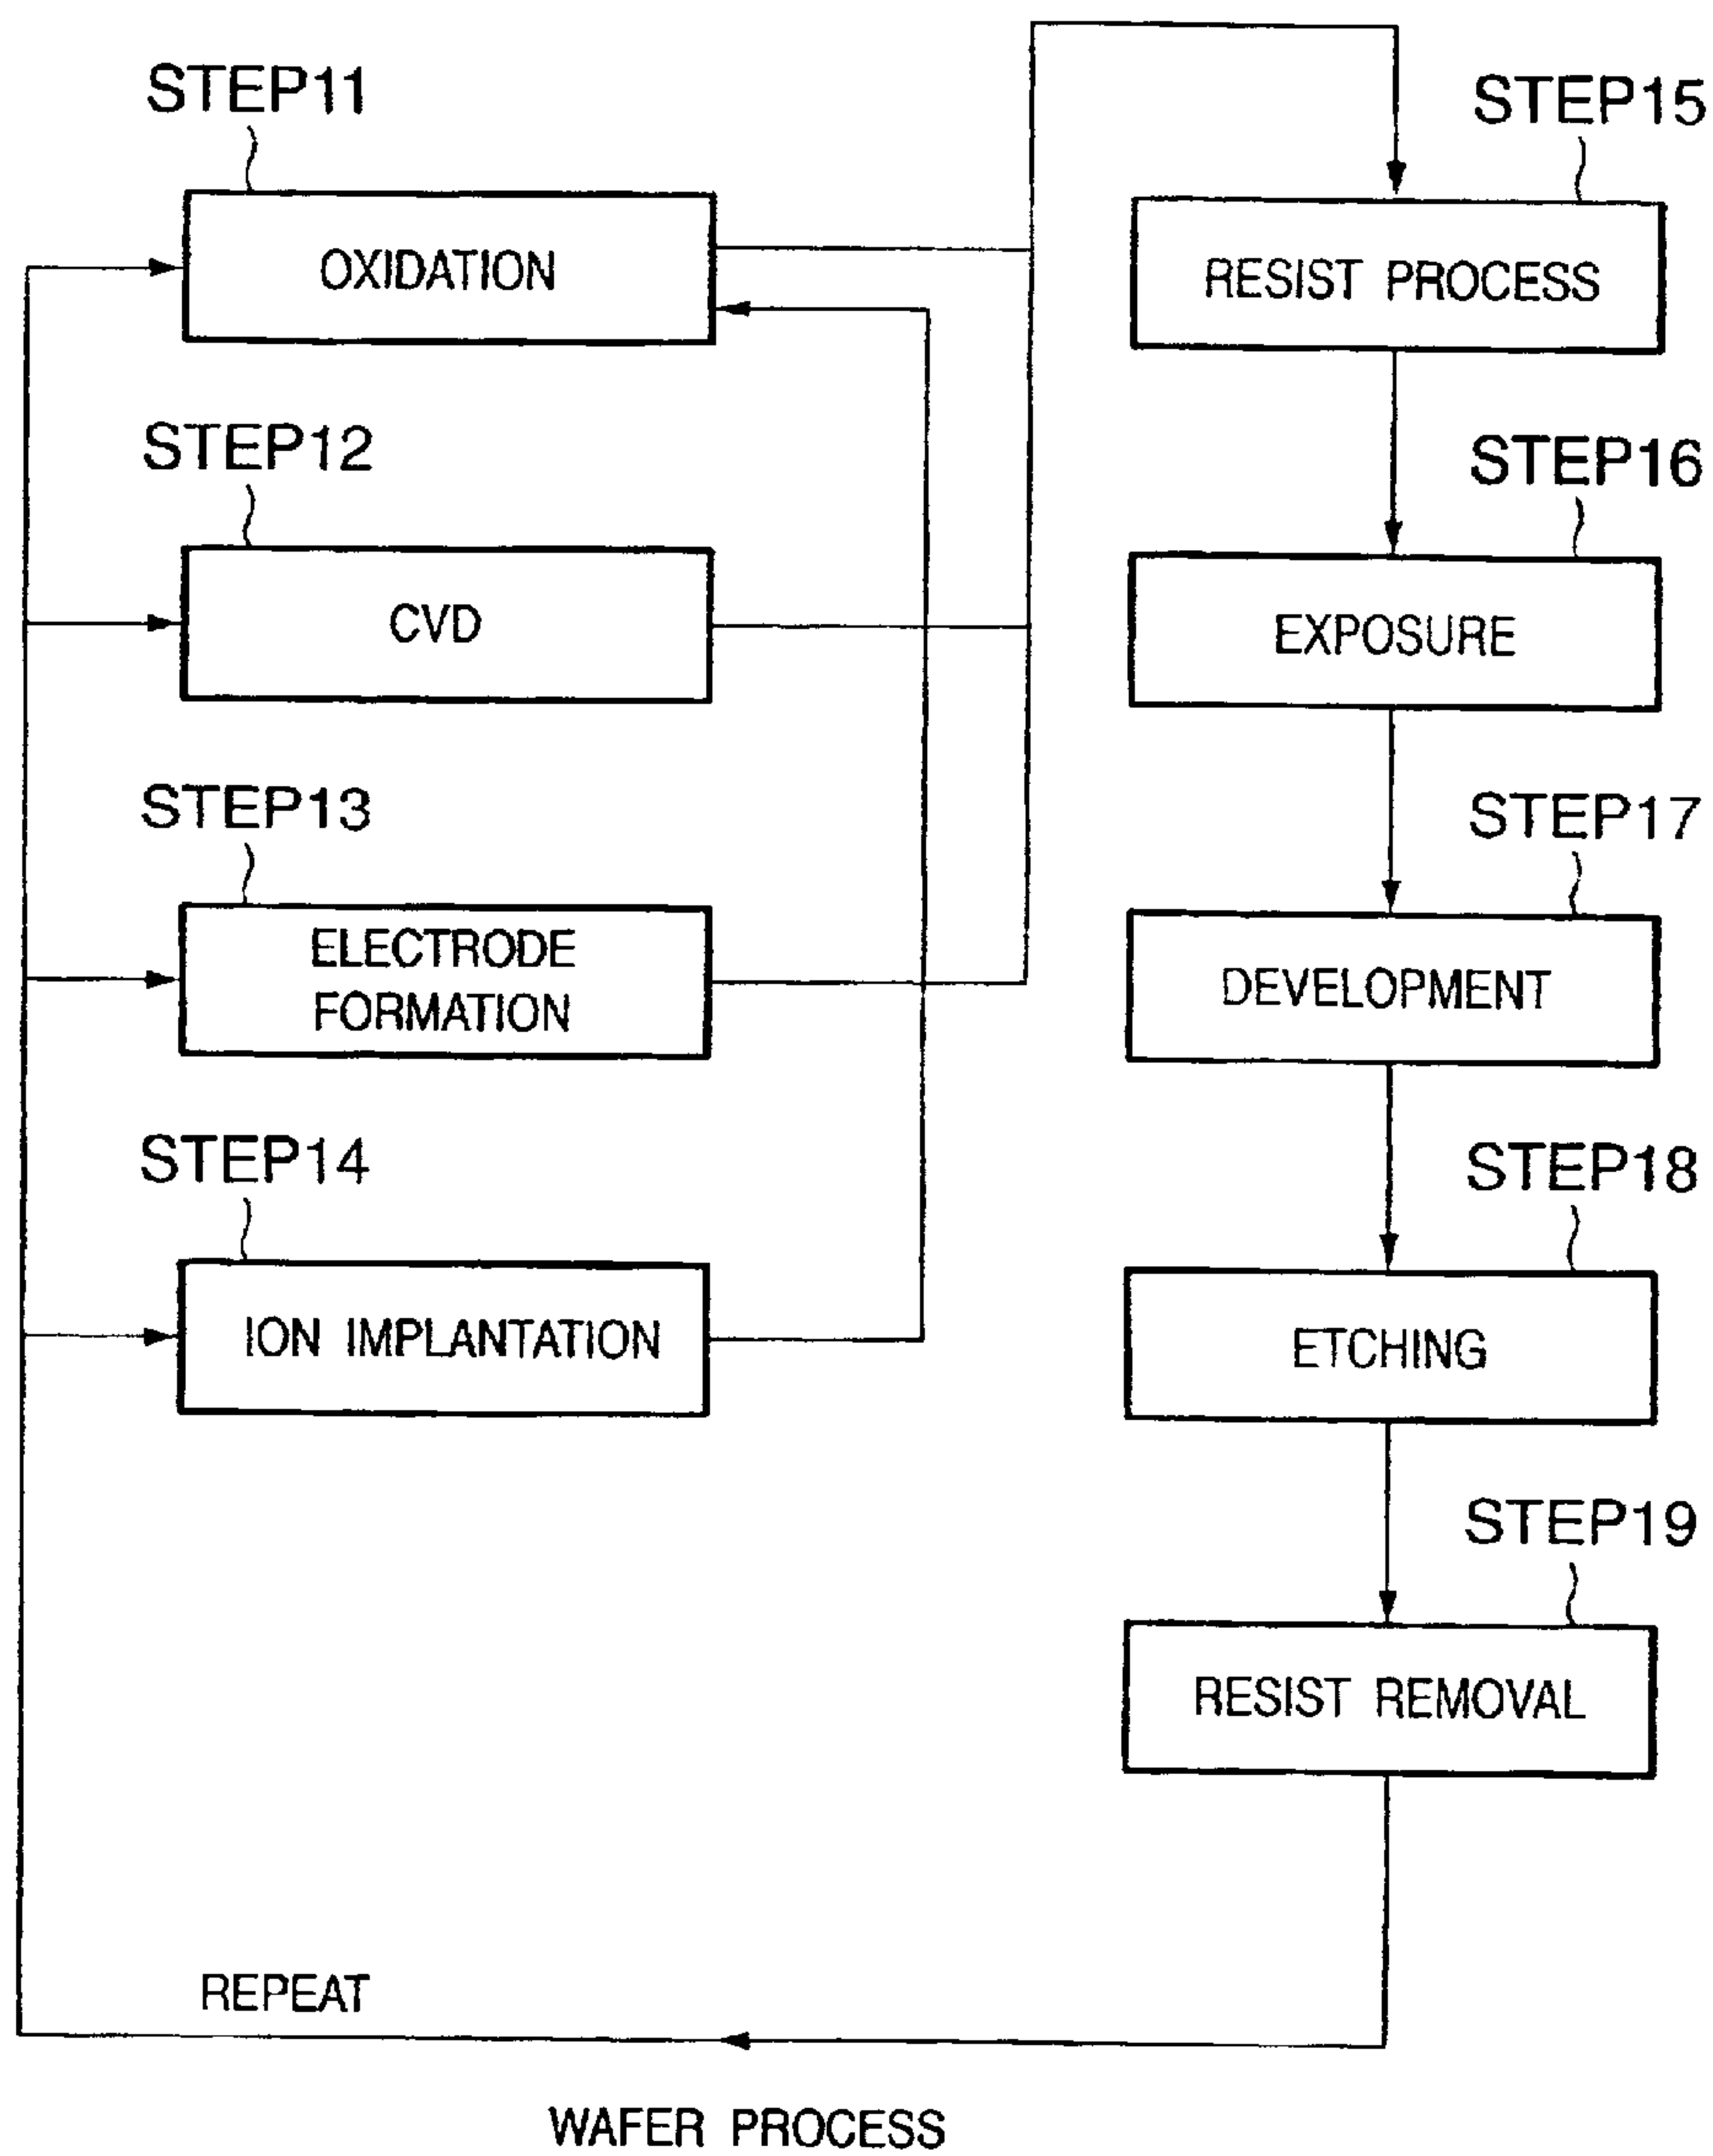 STEP11
OXIDATION
STEP12
CVD
STEP13
ELECTRODE
FORMATION
STEP14
ION IMPLANTATION
STEP15
RESIST PROCESS
STEP16
EXPOSURE
STEP17
DEVELOPMENT
STEP18
ETCHING
STEP19
RESIST REMOVAL
REPEAT
WAFER PROCESS